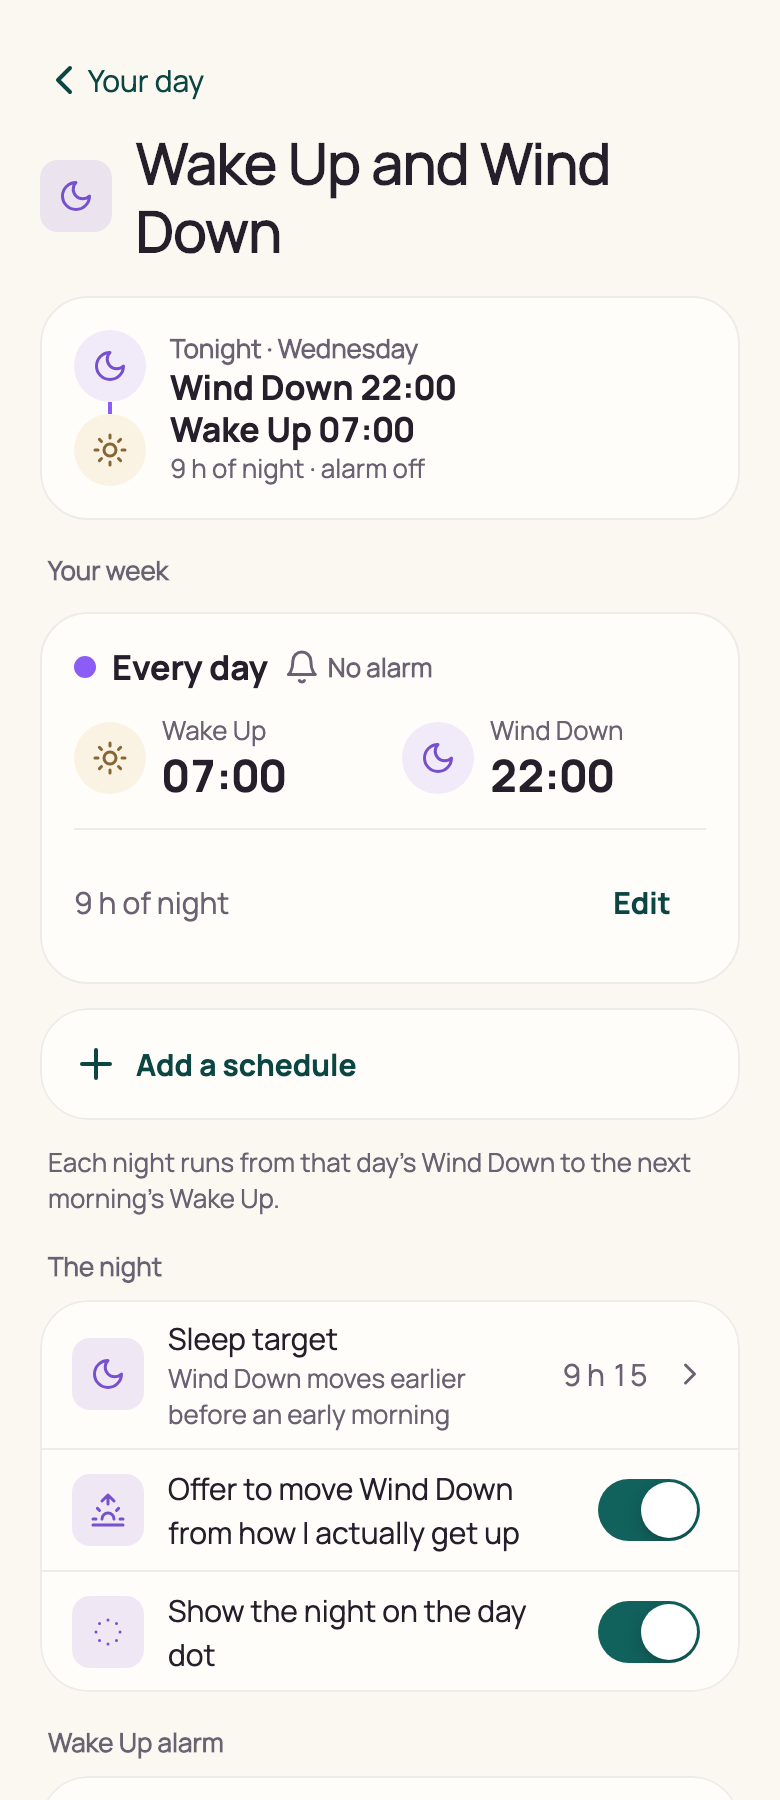 Your day
Wake Up and Wind
Down
Tonight · Wednesday
Wind Down 22:00
Wake Up 07:00
9 h of night · alarm off
Your week
Every day No alarm
Wake Up Wind Down
07:00 22:00
9 h of night Edit
Add a schedule
Each night runs from that day's Wind Down to the next
morning's Wake Up.
The night
Sleep target
Wind Down moves earlier
before an early morning
9 h 15
Offer to move Wind Down
from how I actually get up
Show the night on the day
dot
Wake Up alarm